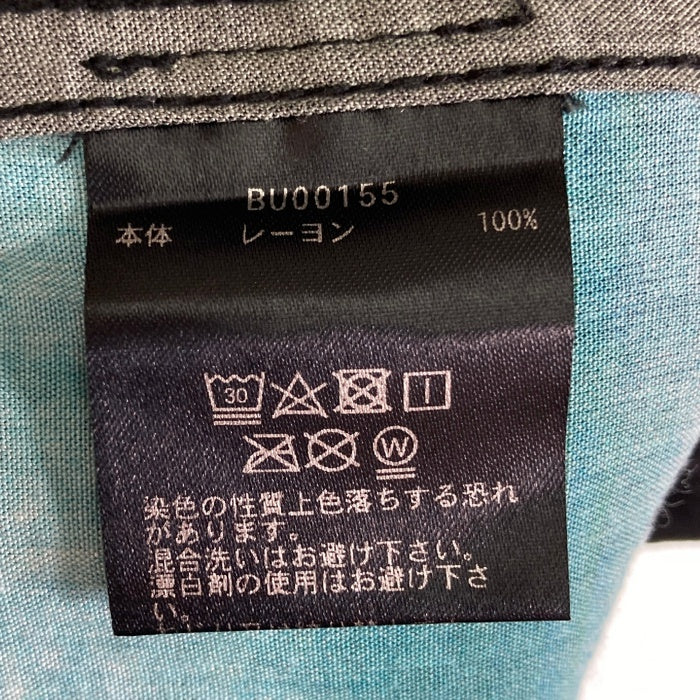 BU00155
本体 レーヨン 100%
30
W
染色の性質上色落ちする恐れ
があります。
混合洗いはお避け下さい。
漂白剤の使用はお避け下さ
い。